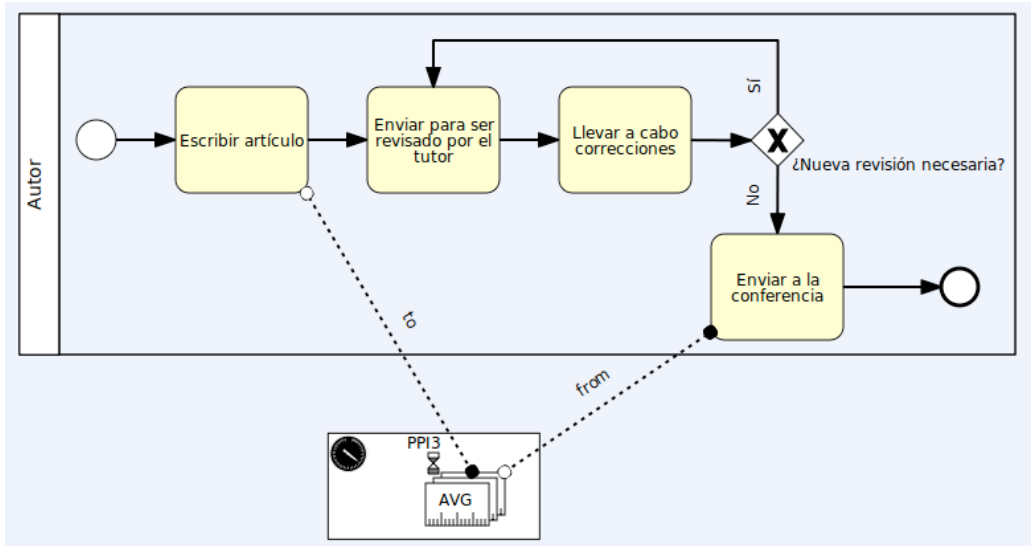 Autor
Escribir artículo
Enviar para ser
revisado por el
tutor
Llevar a cabo
correcciones
Sí
¿Nueva revisión necesaria?
No
Enviar a la
conferencia
to
from
PPI3
AVG